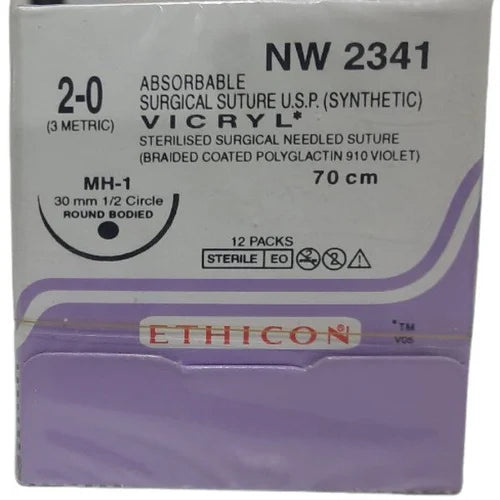 NW 2341
2-0
(3 METRIC)
ABSORBABLE
SURGICAL SUTURE U.S.P. (SYNTHETIC)
VICRYL*
STERILISED SURGICAL NEEDLED SUTURE
(BRAIDED COATED POLYGLACTIN 910 VIOLET)
70 cm
MH-1
30 mm 1/2 Circle
ROUND BODIED
12 PACKS
STERILE EO
ETHICON®
*TM
V05